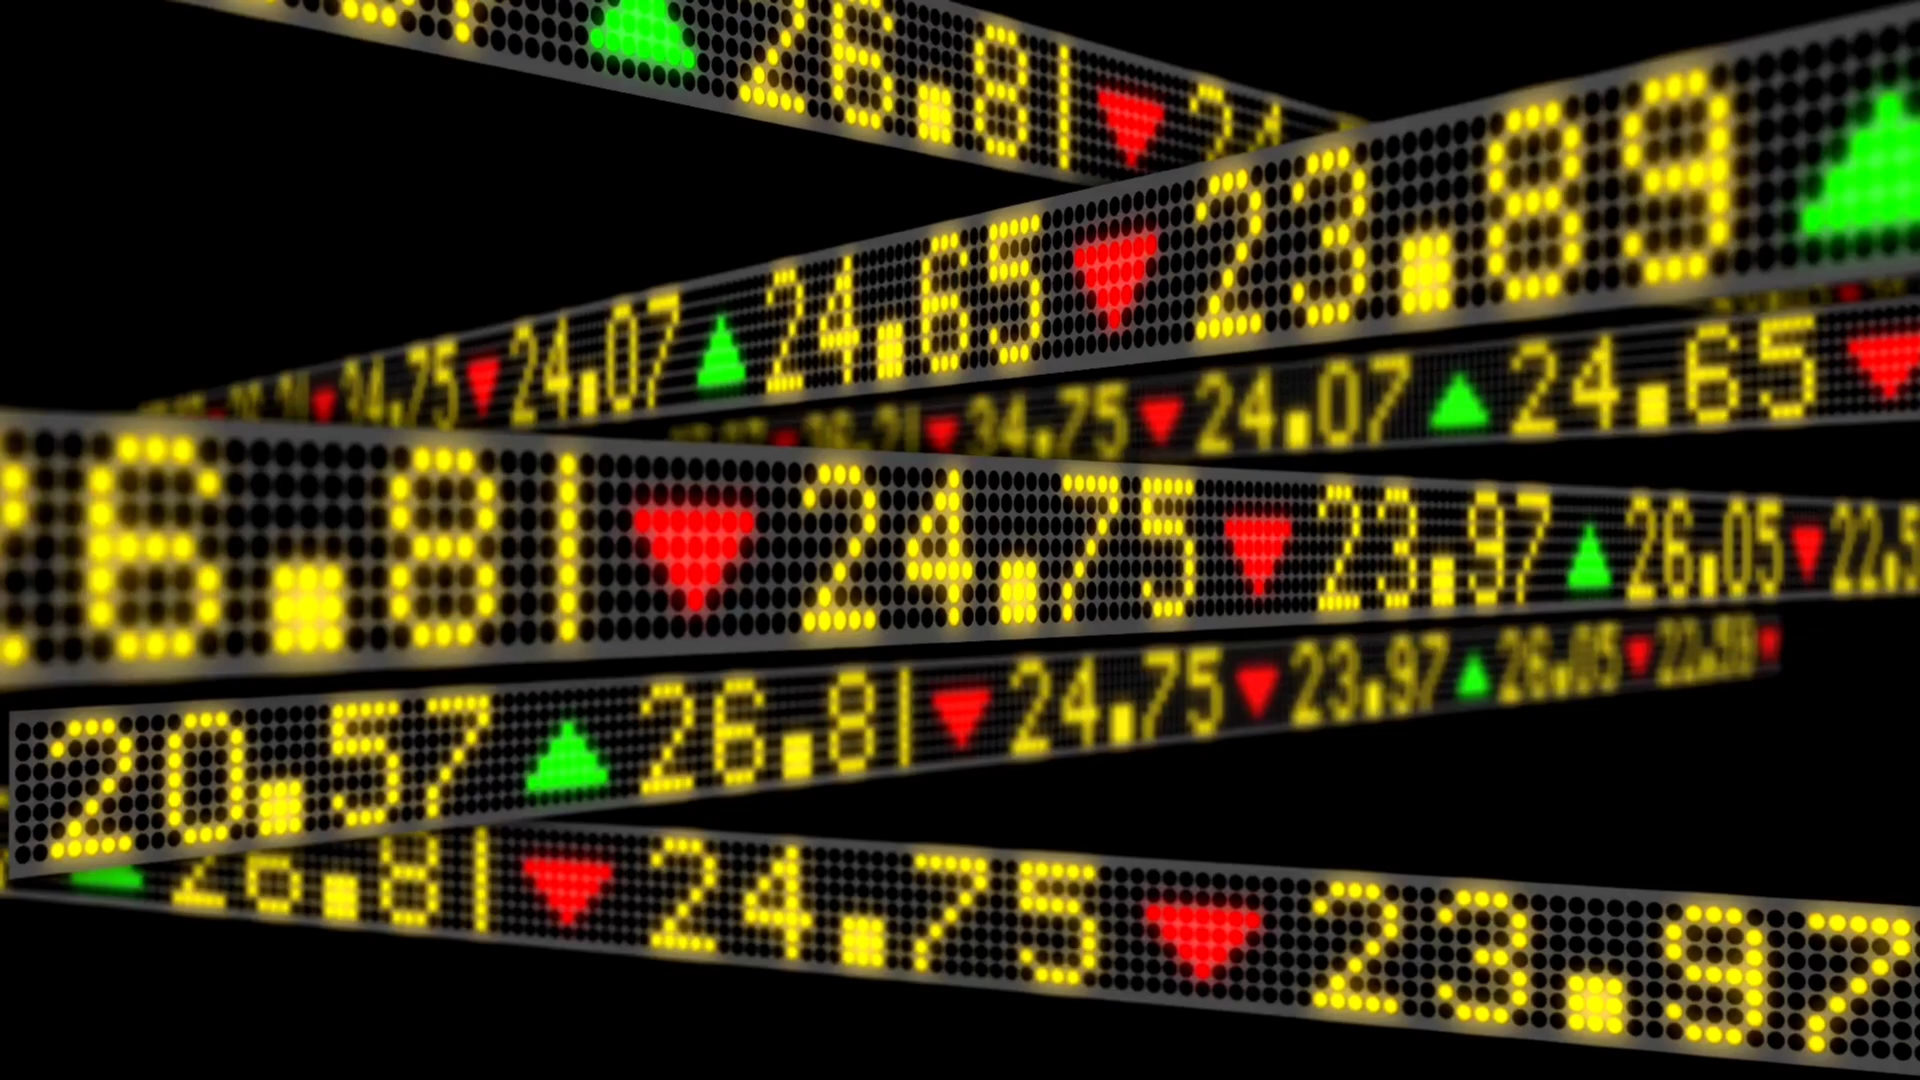 26.81 ▼ 24
34.75 ▼ 24.07 ▲ 24.65 ▼ 23.89 ▲
34.75 ▼ 24.07 ▲ 24.65 ▼
6.81 ▼ 24.75 ▼ 23.97 ▲ 26.05 ▼ 22.5
20.57 ▲ 26.81 ▼ 24.75 ▼ 23.97 ▲ 26.05 ▼ 22.59 ▼
26.81 ▼ 24.75 ▼ 23.97